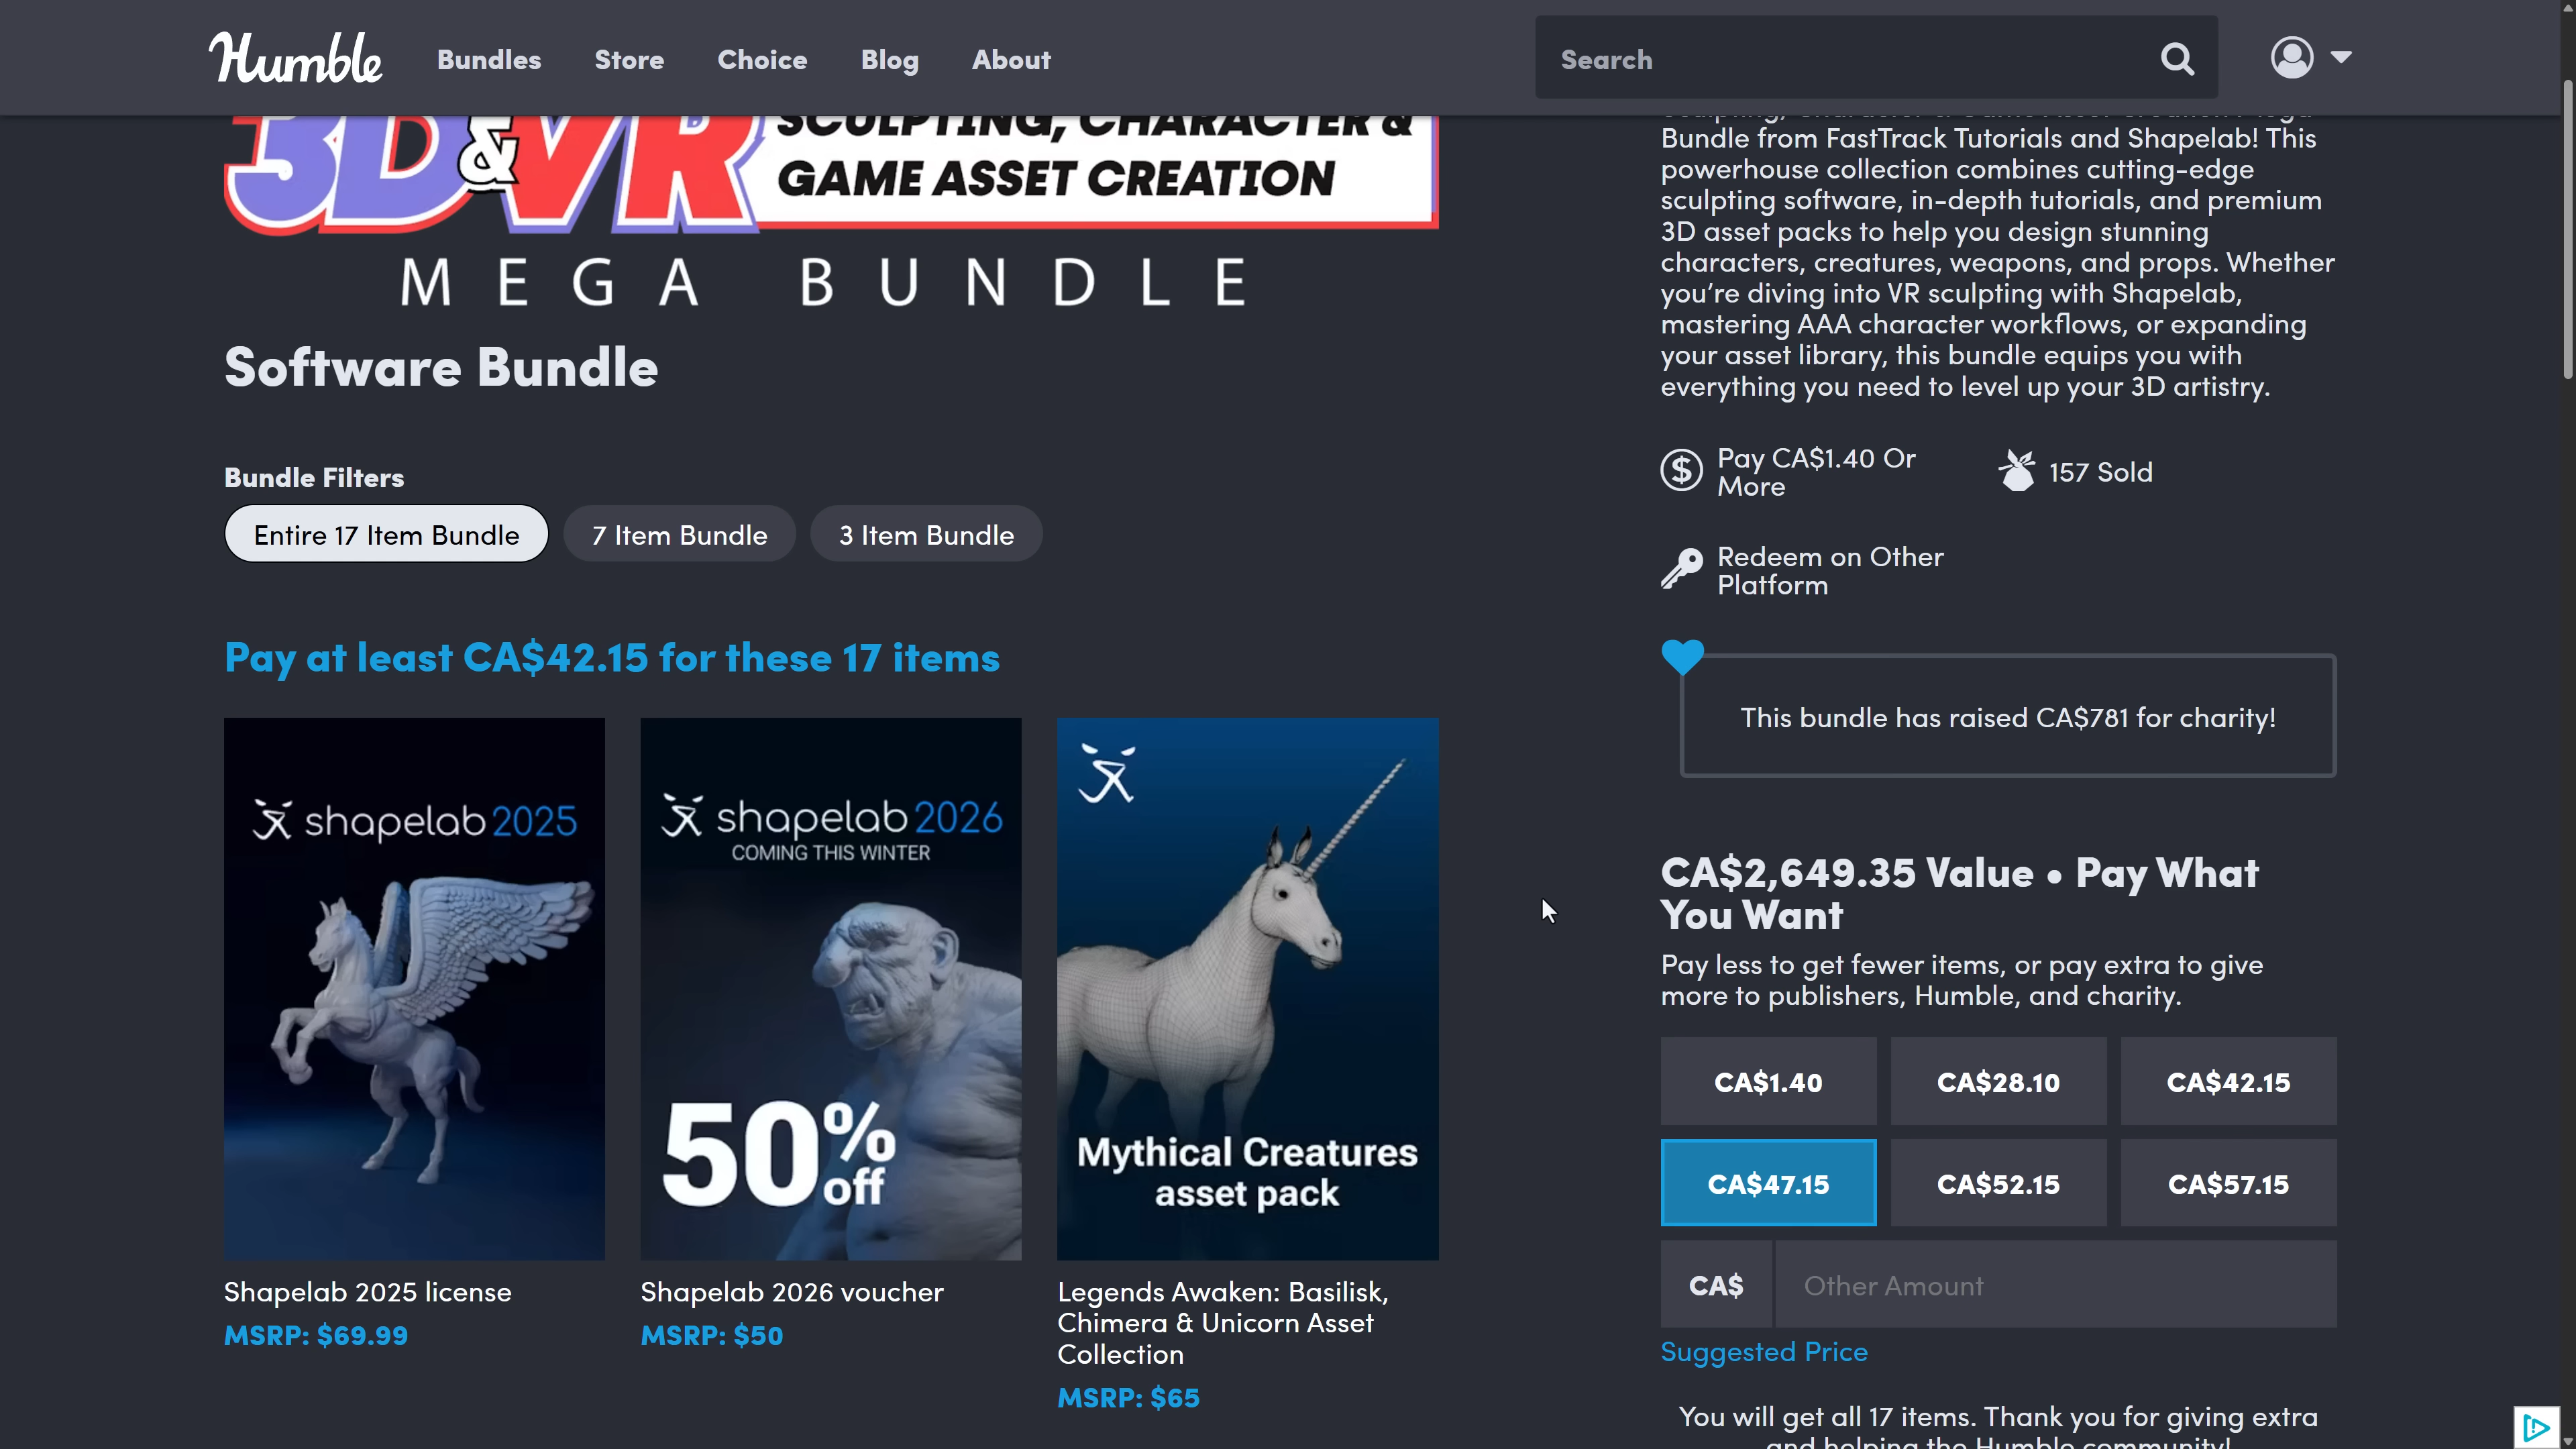 Humble
Bundles
Store
Choice
Blog
About
Search
3D & VR
SCULPTING, CHARACTER &
GAME ASSET CREATION
MEGA BUNDLE
Software Bundle
Bundle Filters
Entire 17 Item Bundle
7 Item Bundle
3 Item Bundle
Pay at least CA$42.15 for these 17 items
shapelab 2025
Shapelab 2025 license
MSRP: $69.99
shapelab 2026
COMING THIS WINTER
50% off
Shapelab 2026 voucher
MSRP: $50
Mythical Creatures
asset pack
Legends Awaken: Basilisk,
Chimera & Unicorn Asset
Collection
MSRP: $65
Bundle from FastTrack Tutorials and Shapelab! This
powerhouse collection combines cutting-edge
sculpting software, in-depth tutorials, and premium
3D asset packs to help you design stunning
characters, creatures, weapons, and props. Whether
you’re diving into VR sculpting with Shapelab,
mastering AAA character workflows, or expanding
your asset library, this bundle equips you with
everything you need to level up your 3D artistry.
Pay CA$1.40 Or
More
157 Sold
Redeem on Other
Platform
This bundle has raised CA$781 for charity!
CA$2,649.35 Value • Pay What
You Want
Pay less to get fewer items, or pay extra to give
more to publishers, Humble, and charity.
CA$1.40
CA$28.10
CA$42.15
CA$47.15
CA$52.15
CA$57.15
CA$
Other Amount
Suggested Price
You will get all 17 items. Thank you for giving extra
and helping the Humble community!